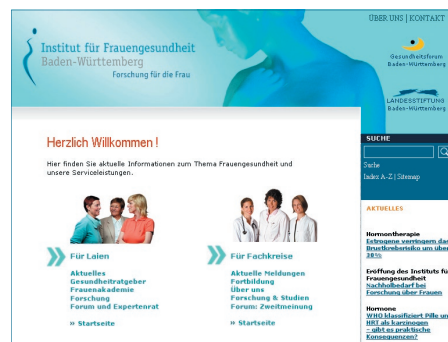 ÜBER UNS | KONTAKT
Institut für Frauengesundheit
Baden-Württemberg
Forschung für die Frau
Gesundheitsforum
Baden-Württemberg
LANDESSTIFTUNG
Baden-Württemberg
Herzlich Willkommen !
Hier finden Sie aktuelle Informationen zum Thema Frauengesundheit und
unsere Serviceleistungen.
Für Laien
Aktuelles
Gesundheitsratgeber
Frauenakademie
Forschung
Forum und Expertenrat
» Startseite
Für Fachkreise
Aktuelle Meldungen
Fortbildung
Über uns
Forschung & Studien
Forum: Zweitmeinung
» Startseite
SUCHE
Suche
Index A-Z | Sitemap
AKTUELLES
Hormontherapie
Estrogene verringern das
Brustkrebsrisiko um über
30%
Eröffnung des Instituts fü
Frauengesundheit
Nachholbedarf bei
Forschung über Frauen
Hormone
WHO klassifiziert Pille un
HRT als karzinogen
– gibt es praktische
Konsequenzen?